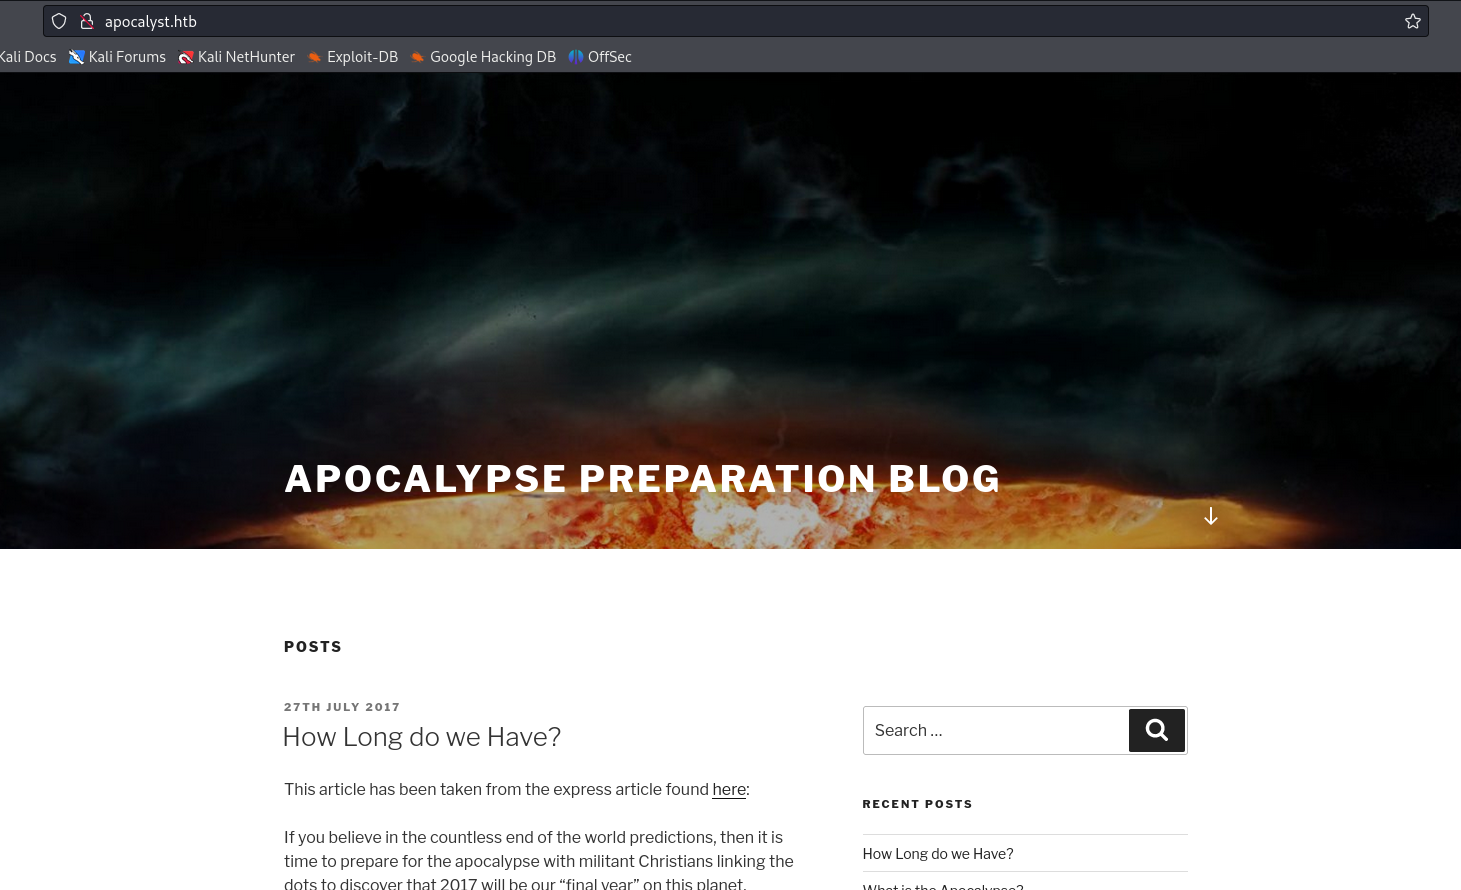 apocalyst.htb
Kali Docs Kali Forums Kali NetHunter Exploit-DB Google Hacking DB OffSec
APOCALYPSE PREPARATION BLOG
POSTS
27TH JULY 2017
How Long do we Have?
This article has been taken from the express article found here:
If you believe in the countless end of the world predictions, then it is
time to prepare for the apocalypse with militant Christians linking the
dots to discover that 2017 will be our “final year” on this planet.
Search …
RECENT POSTS
How Long do we Have?
What is the Apocalypse?